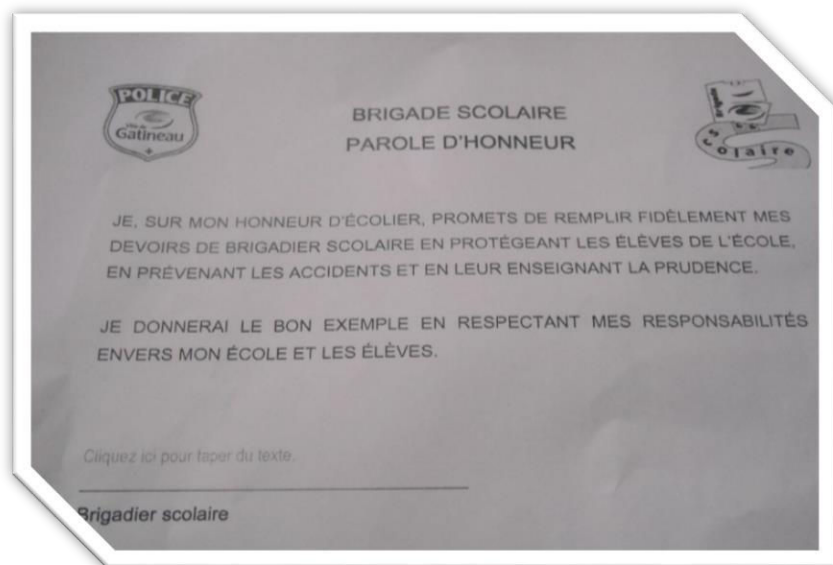 POLICE
Ville de
Gatineau
BRIGADE SCOLAIRE
PAROLE D'HONNEUR
scolaire
JE, SUR MON HONNEUR D'ÉCOLIER, PROMETS DE REMPLIR FIDÈLEMENT MES
DEVOIRS DE BRIGADIER SCOLAIRE EN PROTÉGEANT LES ÉLÈVES DE L'ÉCOLE,
EN PRÉVENANT LES ACCIDENTS ET EN LEUR ENSEIGNANT LA PRUDENCE.
JE DONNERAI LE BON EXEMPLE EN RESPECTANT MES RESPONSABILITÉS
ENVERS MON ÉCOLE ET LES ÉLÈVES.
Cliquez ici pour taper du texte.
Brigadier scolaire